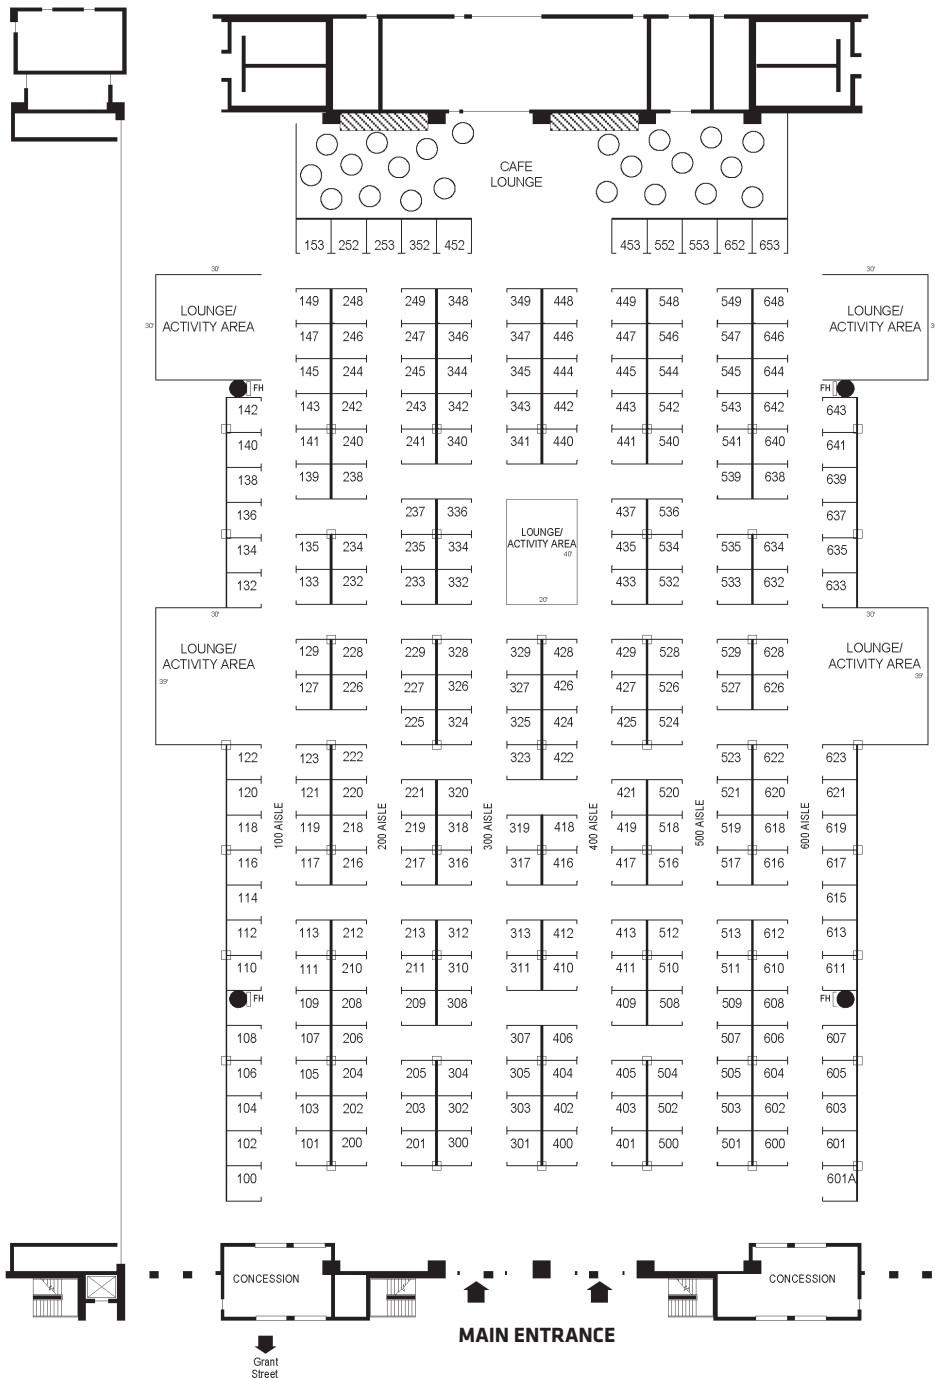 CAFE
LOUNGE
153 252 253 352 452 453 552 553 652 653
30' 30'
LOUNGE/
ACTIVITY AREA
30'
LOUNGE/
ACTIVITY AREA
149 248 249 348 349 448 449 548 549 648
147 246 247 346 347 446 447 546 547 646
145 244 245 344 345 444 445 544 545 644
FH FH
142 143 242 243 342 343 442 443 542 543 642 643
140 141 240 241 340 341 440 441 540 541 640 641
138 139 238 539 638 639
136 237 336 437 536 637
LOUNGE/
ACTIVITY AREA
40'
20'
134 135 234 235 334 435 534 535 634 635
132 133 232 233 332 433 532 533 632 633
30' 30'
LOUNGE/
ACTIVITY AREA
39'
LOUNGE/
ACTIVITY AREA
39'
129 228 229 328 329 428 429 528 529 628
127 226 227 326 327 426 427 526 527 626
225 324 325 424 425 524
122 123 222 323 422 523 622 623
120 121 220 221 320 421 520 521 620 621
100 AISLE
200 AISLE
300 AISLE
400 AISLE
500 AISLE
600 AISLE
118 119 218 219 318 319 418 419 518 519 618 619
116 117 216 217 316 317 416 417 516 517 616 617
114 615
112 113 212 213 312 313 412 413 512 513 612 613
110 111 210 211 310 311 410 411 510 511 610 611
FH 109 208 209 308 409 508 509 608 FH
108 107 206 307 406 507 606 607
106 105 204 205 304 305 404 405 504 505 604 605
104 103 202 203 302 303 402 403 502 503 602 603
102 101 200 201 300 301 400 401 500 501 600 601
100 601A
CONCESSION CONCESSION
MAIN ENTRANCE
Grant
Street